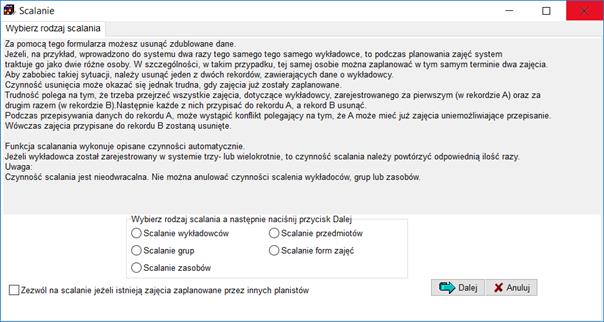 Scalanie
Wybierz rodzaj scalania
Za pomocą tego formularza możesz usunąć zdublowane dane.
Jeżeli, na przykład, wprowadzono do systemu dwa razy tego samego tego samego wykładowce, to podczas planowania zajęć system
traktuje go jako dwie różne osoby. W szczególności, w takim przypadku, tej samej osobie można zaplanować w tym samym terminie dwa zajęcia.
Aby zabobiec takiej sytuacji, należy usunąć jeden z dwóch rekordów, zawierających dane o wykładowcy.
Czynność usunięcia może okazać się jednak trudna, gdy zajęcia już zostały zaplanowane.
Trudność polega na tym, że trzeba przejrzeć wszystkie zajęcia, dotyczące wykładowcy, zarejestrowanego za pierwszym (w rekordzie A) oraz za
drugim razem (w rekordzie B).Następnie każde z nich przypisać do rekordu A, a rekord B usunąć.
Podczas przepisywania danych do rekordu A, może wystąpić konflikt polegający na tym, że A może mieć już zajęcia uniemożliwiające przepisanie.
Wówczas zajęcia przypisane do rekordu B zostaną usunięte.
Funkcja scalanania wykonuje opisane czynności automatycznie.
Jeżeli wykładowca został zarejestrowany w systemie trzy- lub wielokrotnie, to czynność scalania należy powtórzyć odpowiednią ilość razy.
Uwaga:
Czynność scalania jest nieodwracalna. Nie można anulować czynności scalenia wykładoców, grup lub zasobów.
Wybierz rodzaj scalania a następnie naciśnij przycisk Dalej
Scalanie wykładowców Scalanie przedmiotów
Scalanie grup Scalanie form zajęć
Scalanie zasobów
Zezwól na scalanie jeżeli istnieją zajęcia zaplanowane przez innych planistów
Dalej Anuluj